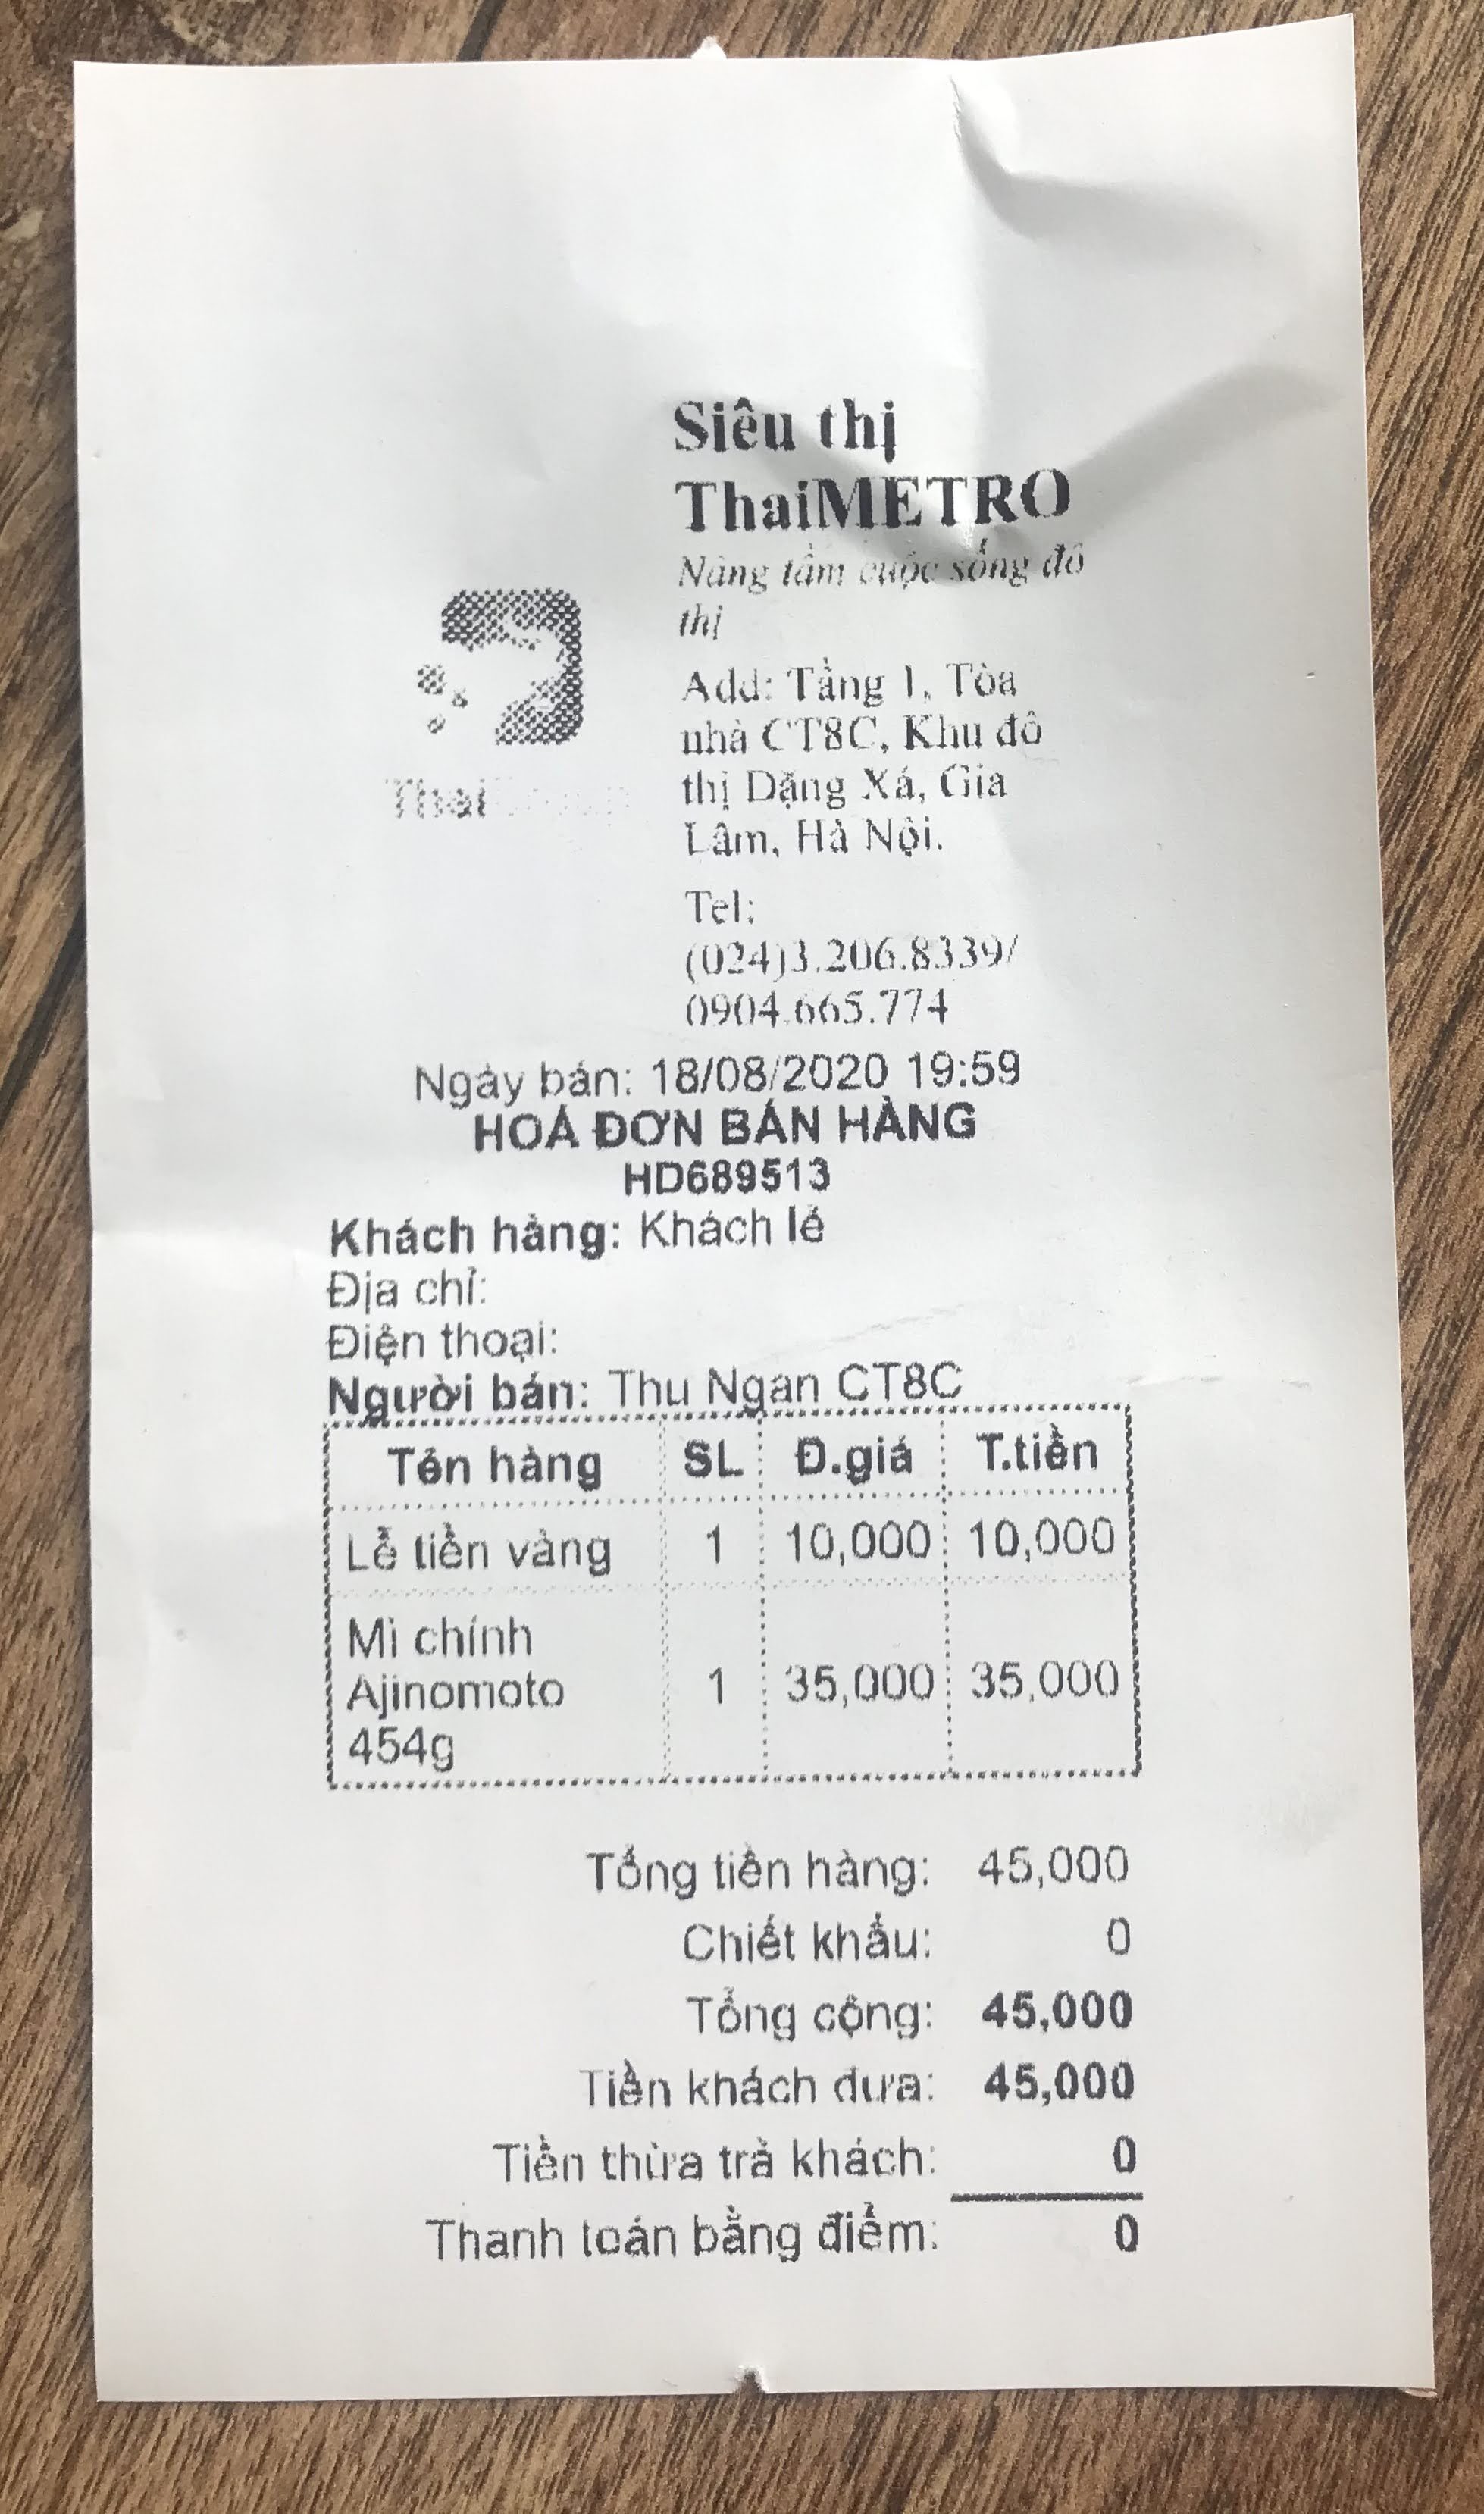 Siêu thị
ThaiMETRO
Nâng tầm cuộc sống đô
thị
Thai
Add: Tầng 1, Tòa
nhà CT8C, Khu đô
thị Dặng Xá, Gia
Lâm, Hà Nội.
Tel:
(024)3.206.8339/
0904.665.774
Ngày bán: 18/08/2020 19:59
HOÁ ĐƠN BÁN HÀNG
HD689513
Khách hàng: Khách lẻ
Địa chỉ:
Điện thoại:
Người bán: Thu Ngan CT8C
Tên hàng SL Đ.giá T.tiền
Lễ tiền vàng 1 10,000 10,000
Mì chính
Ajinomoto 1 35,000 35,000
454g
Tổng tiền hàng: 45,000
Chiết khấu: 0
Tổng cộng: 45,000
Tiền khách đưa: 45,000
Tiền thừa trả khách: 0
Thanh toán bằng điểm: 0